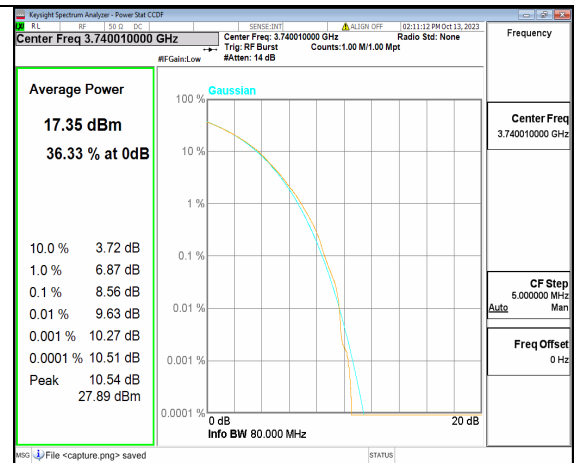 Keysight Spectrum Analyzer - Power Stat CCDF
RL RF 50 Ω DC SENSE:INT ALIGN OFF 02:11:12 PM Oct 13, 2023
Center Freq 3.740010000 GHz
Center Freq: 3.740010000 GHz Radio Std: None
Trig: RF Burst Counts:1.00 M/1.00 Mpt
#IFGain:Low #Atten: 14 dB
Frequency
Average Power
17.35 dBm
36.33 % at 0dB
10.0 % 3.72 dB
1.0 % 6.87 dB
0.1 % 8.56 dB
0.01 % 9.63 dB
0.001 % 10.27 dB
0.0001 % 10.51 dB
Peak 10.54 dB
27.89 dBm
Gaussian
100 %
10 %
1 %
0.1 %
0.01 %
0.001 %
0.0001 %
0 dB 20 dB
Info BW 80.000 MHz
Center Freq
3.740010000 GHz
CF Step
5.000000 MHz
Auto Man
Freq Offset
0 Hz
MSG File <capture.png> saved STATUS